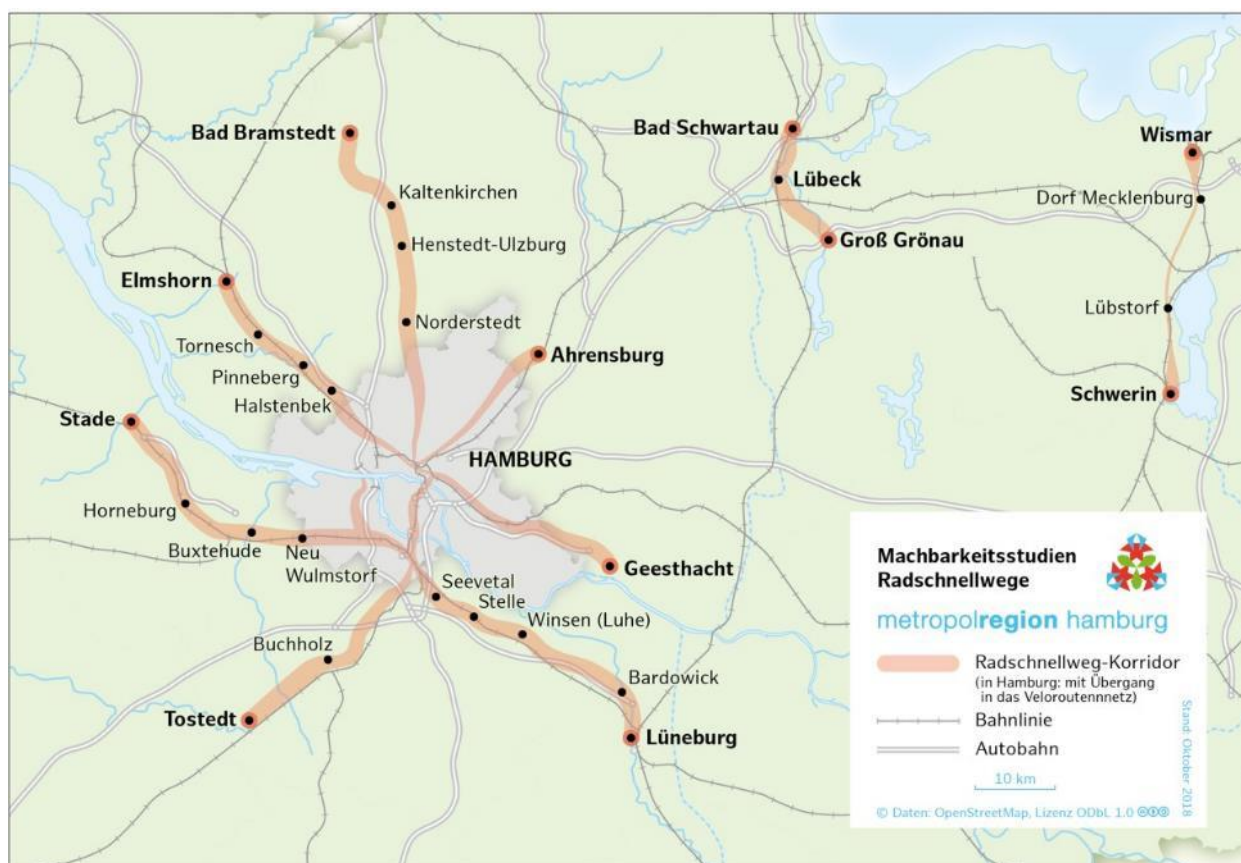 Bad Bramstedt
Bad Schwartau
Wismar
Kaltenkirchen
Lübeck
Dorf Mecklenburg
Henstedt-Ulzburg
Groß Grönau
Elmshorn
Lübstorf
Norderstedt
Tornesch
Ahrensburg
Pinneberg
Halstenbek
Schwerin
Stade
HAMBURG
Horneburg
Buxtehude
Neu
Wulmstorf
Geesthacht
Seevetal
Stelle
Winsen (Luhe)
Buchholz
Bardowick
Tostedt
Lüneburg
Machbarkeitsstudien
Radschnellwege
metropolregion hamburg
Radschnellweg-Korridor
(in Hamburg: mit Übergang
in das Veloroutennnetz)
Bahnlinie
Autobahn
10 km
© Daten: OpenStreetMap, Lizenz ODbL 1.0
Stand: Oktober 2018